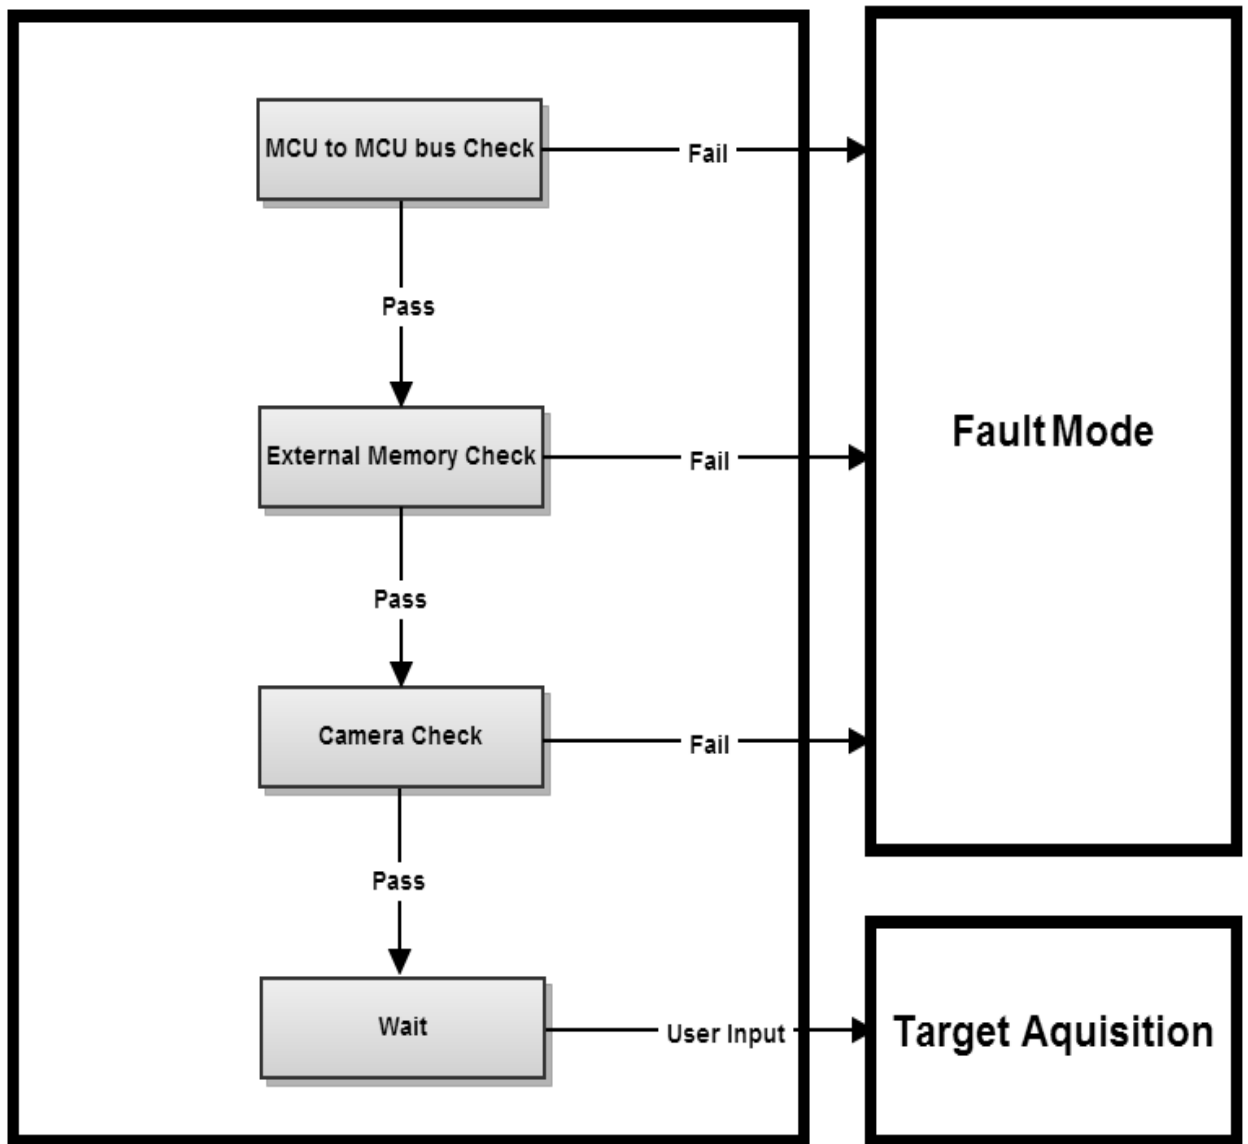 MCU to MCU bus Check
Fail
Pass
External Memory Check
Fail
Fault Mode
Pass
Camera Check
Fail
Pass
Wait
User Input
Target Aquisition